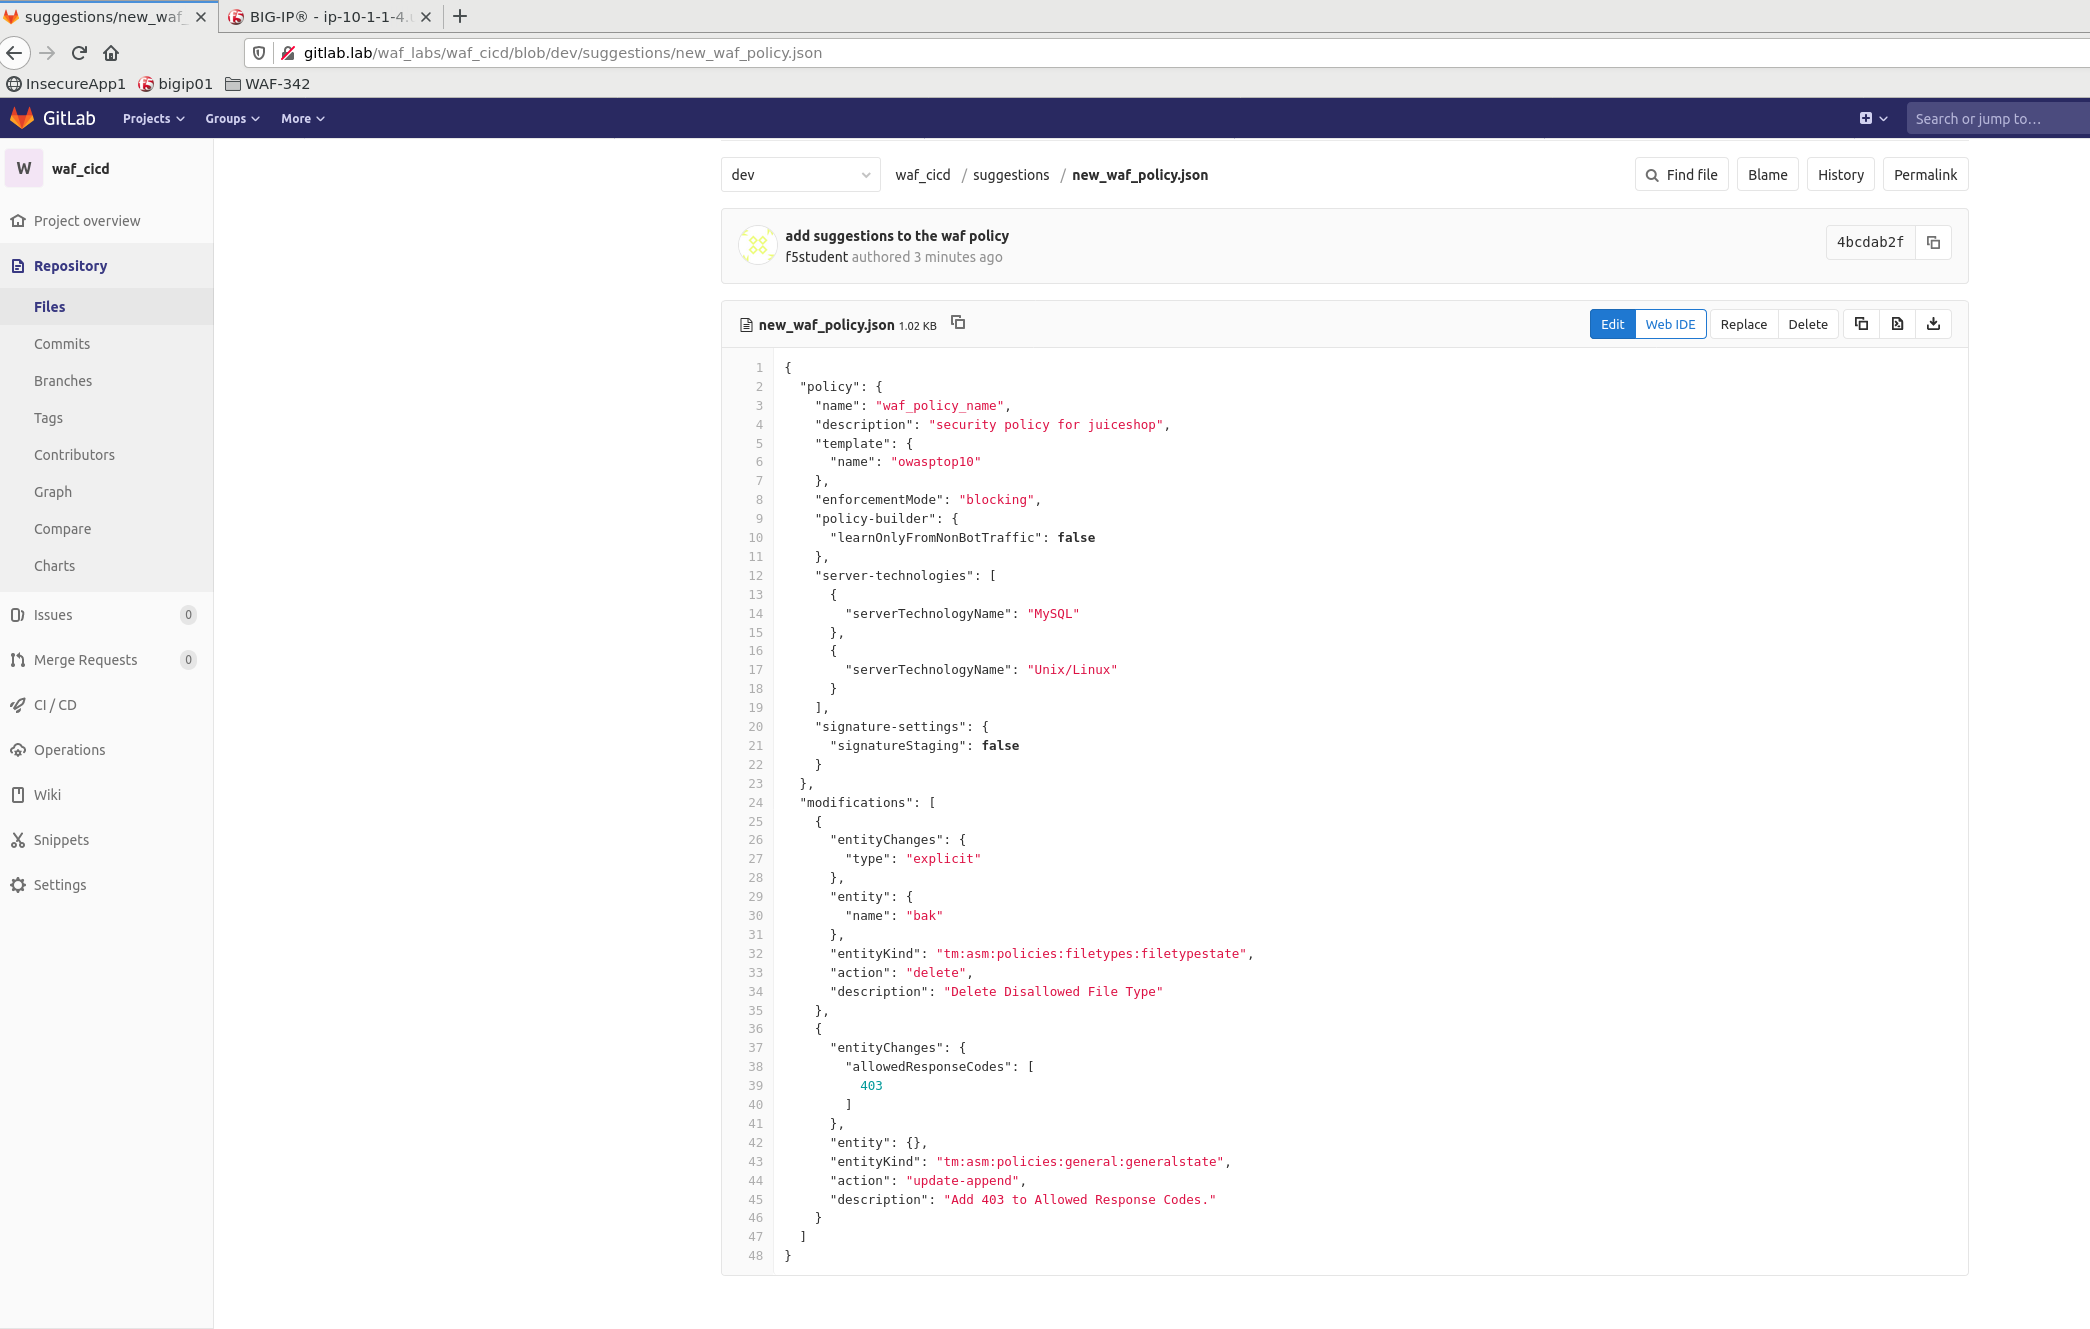 suggestions/new_waf_
BIG-IP® - ip-10-1-1-4.
gitlab.lab/waf_labs/waf_cicd/blob/dev/suggestions/new_waf_policy.json
InsecureApp1 bigip01 WAF-342
GitLab Projects Groups More Search or jump to…
W waf_cicd
Project overview
Repository
Files
Commits
Branches
Tags
Contributors
Graph
Compare
Charts
Issues 0
Merge Requests 0
CI / CD
Operations
Wiki
Snippets
Settings
dev waf_cicd / suggestions / new_waf_policy.json Find file Blame History Permalink
add suggestions to the waf policy
f5student authored 3 minutes ago
4bcdab2f
new_waf_policy.json 1.02 KB Edit Web IDE Replace Delete
1 {
2 "policy": {
3 "name": "waf_policy_name",
4 "description": "security policy for juiceshop",
5 "template": {
6 "name": "owasptop10"
7 },
8 "enforcementMode": "blocking",
9 "policy-builder": {
10 "learnOnlyFromNonBotTraffic": false
11 },
12 "server-technologies": [
13 {
14 "serverTechnologyName": "MySQL"
15 },
16 {
17 "serverTechnologyName": "Unix/Linux"
18 }
19 ],
20 "signature-settings": {
21 "signatureStaging": false
22 }
23 },
24 "modifications": [
25 {
26 "entityChanges": {
27 "type": "explicit"
28 },
29 "entity": {
30 "name": "bak"
31 },
32 "entityKind": "tm:asm:policies:filetypes:filetypestate",
33 "action": "delete",
34 "description": "Delete Disallowed File Type"
35 },
36 {
37 "entityChanges": {
38 "allowedResponseCodes": [
39 403
40 ]
41 },
42 "entity": {},
43 "entityKind": "tm:asm:policies:general:generalstate",
44 "action": "update-append",
45 "description": "Add 403 to Allowed Response Codes."
46 }
47 ]
48 }